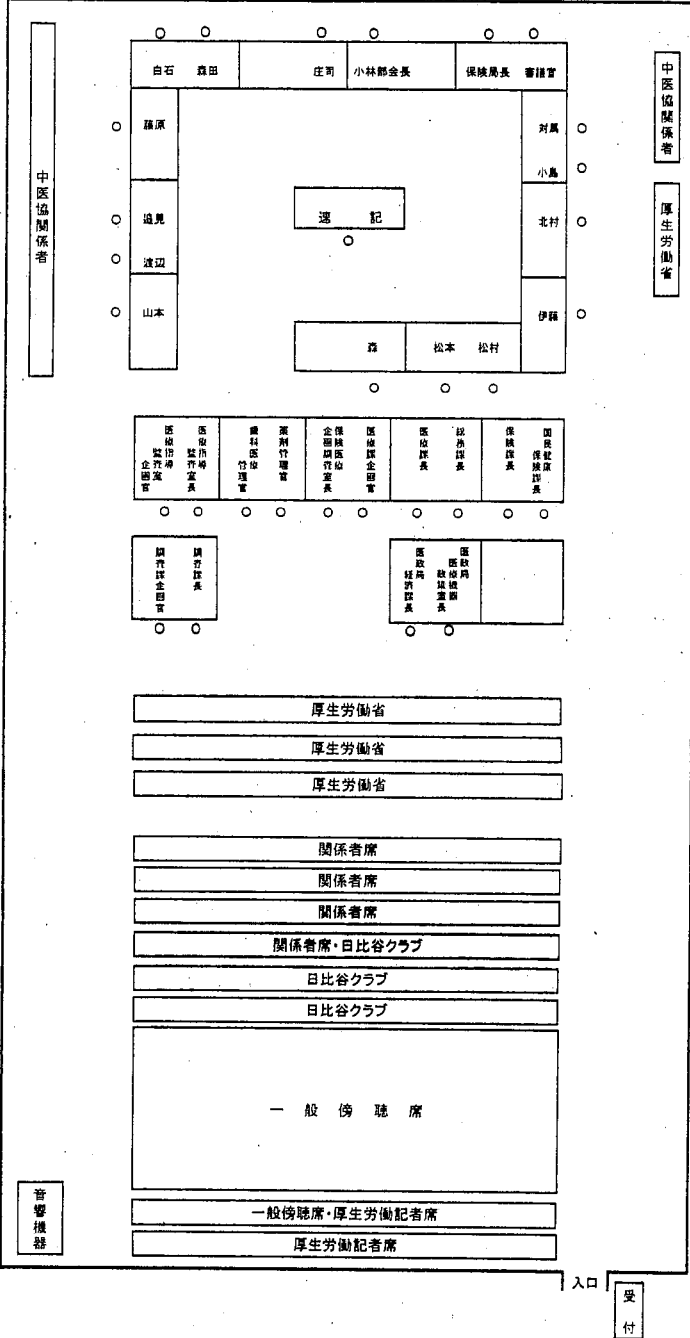 白石 森田 庄司 小林部会長 保険局長 審議官
中医協関係者
藤原
邉見
渡辺
山本
速記
対馬
小島
北村
伊藤
中医協関係者
厚生労働省
森 松本 松村
医療指導監査室企画官
医療指導監査室長
歯科医療管理官
薬剤管理官
保険医療企画調査室長
医療課企画官
医療課長
総務課長
保険課長
国民健康保険課長
調査課企画官
調査課長
医政局経済課長
医政局医療機器政策室長
厚生労働省
厚生労働省
厚生労働省
関係者席
関係者席
関係者席
関係者席・日比谷クラブ
日比谷クラブ
日比谷クラブ
一般傍聴席
音響機器
一般傍聴席・厚生労働記者席
厚生労働記者席
入口
受付